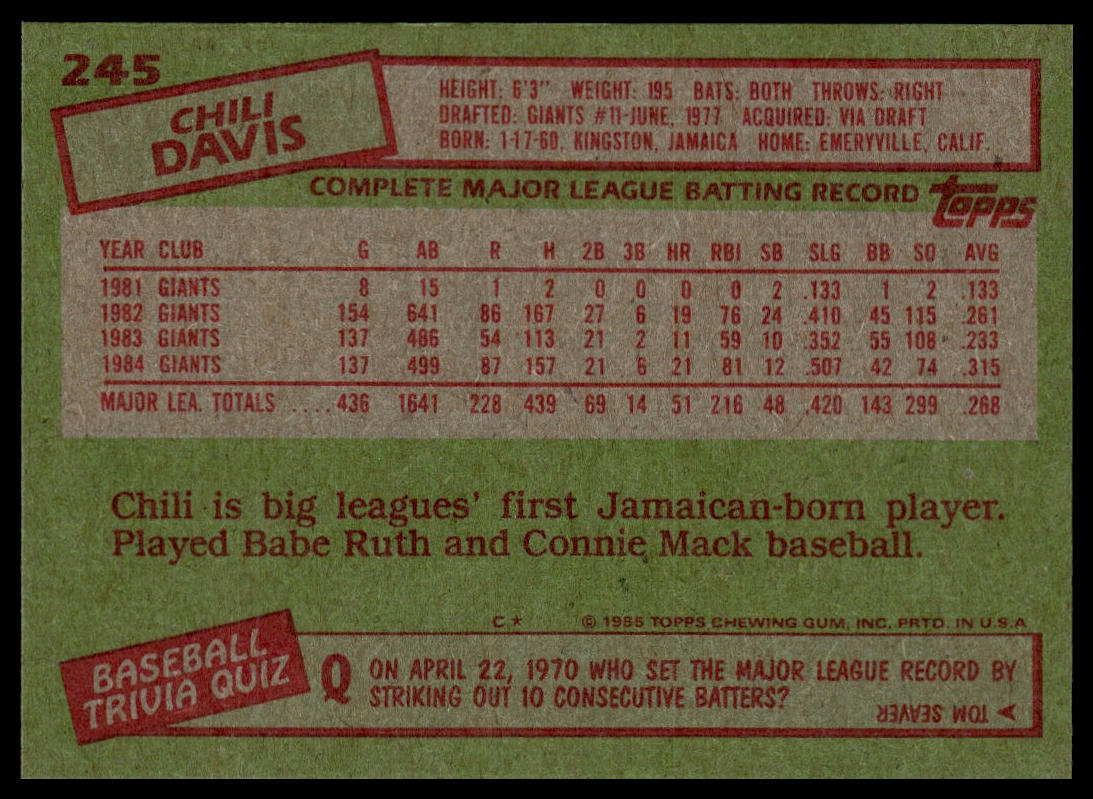 245
CHILI
DAVIS
HEIGHT: 6'3" WEIGHT: 195 BATS: BOTH THROWS: RIGHT
DRAFTED: GIANTS #11-JUNE, 1977 ACQUIRED: VIA DRAFT
BORN: 1-17-60, KINGSTON, JAMAICA HOME: EMERYVILLE, CALIF.
COMPLETE MAJOR LEAGUE BATTING RECORD
Topps
YEAR CLUB G AB R H 2B 3B HR RBI SB SLG BB SO AVG
1981 GIANTS 8 15 1 2 0 0 0 0 2 .133 1 2 .133
1982 GIANTS 154 641 86 167 27 6 19 76 24 .410 45 115 .261
1983 GIANTS 137 486 54 113 21 2 11 59 10 .352 55 108 .233
1984 GIANTS 137 499 87 157 21 6 21 81 12 .507 42 74 .315
MAJOR LEA. TOTALS ....436 1641 228 439 69 14 51 216 48 .420 143 299 .268
Chili is big leagues' first Jamaican-born player.
Played Babe Ruth and Connie Mack baseball.
C * © 1985 TOPPS CHEWING GUM, INC. PRTD. IN U.S.A
BASEBALL
TRIVIA QUIZ
Q ON APRIL 22, 1970 WHO SET THE MAJOR LEAGUE RECORD BY
STRIKING OUT 10 CONSECUTIVE BATTERS?
A TOM SEAVER